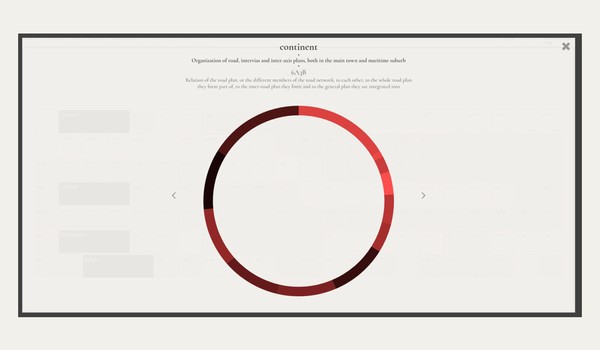 continent
Organization of road, intervias and inter-axis plans, both in the main town and maritime suburb
6A3B
Relation of the road plan, or the different members of the road network, to each other, to the whole road plan
they form part of, to the inter-road plan they limit and to the general plan they are integrated into